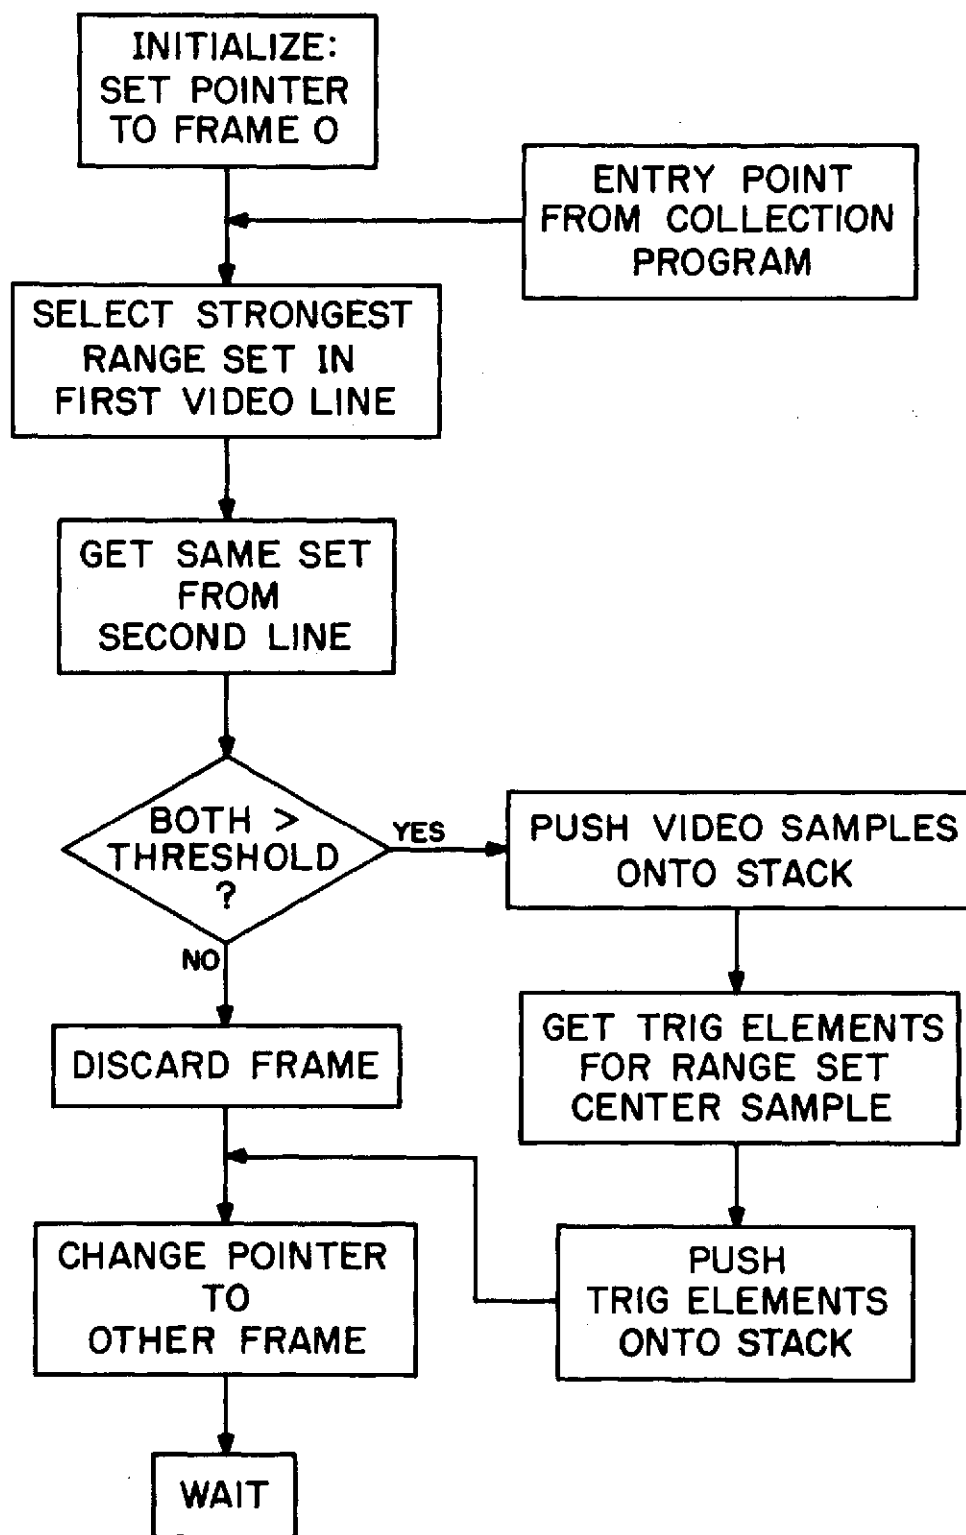 INITIALIZE:
SET POINTER
TO FRAME 0
ENTRY POINT
FROM COLLECTION
PROGRAM
SELECT STRONGEST
RANGE SET IN
FIRST VIDEO LINE
GET SAME SET
FROM
SECOND LINE
BOTH >
THRESHOLD
?
YES
NO
PUSH VIDEO SAMPLES
ONTO STACK
GET TRIG ELEMENTS
FOR RANGE SET
CENTER SAMPLE
DISCARD FRAME
PUSH
TRIG ELEMENTS
ONTO STACK
CHANGE POINTER
TO
OTHER FRAME
WAIT